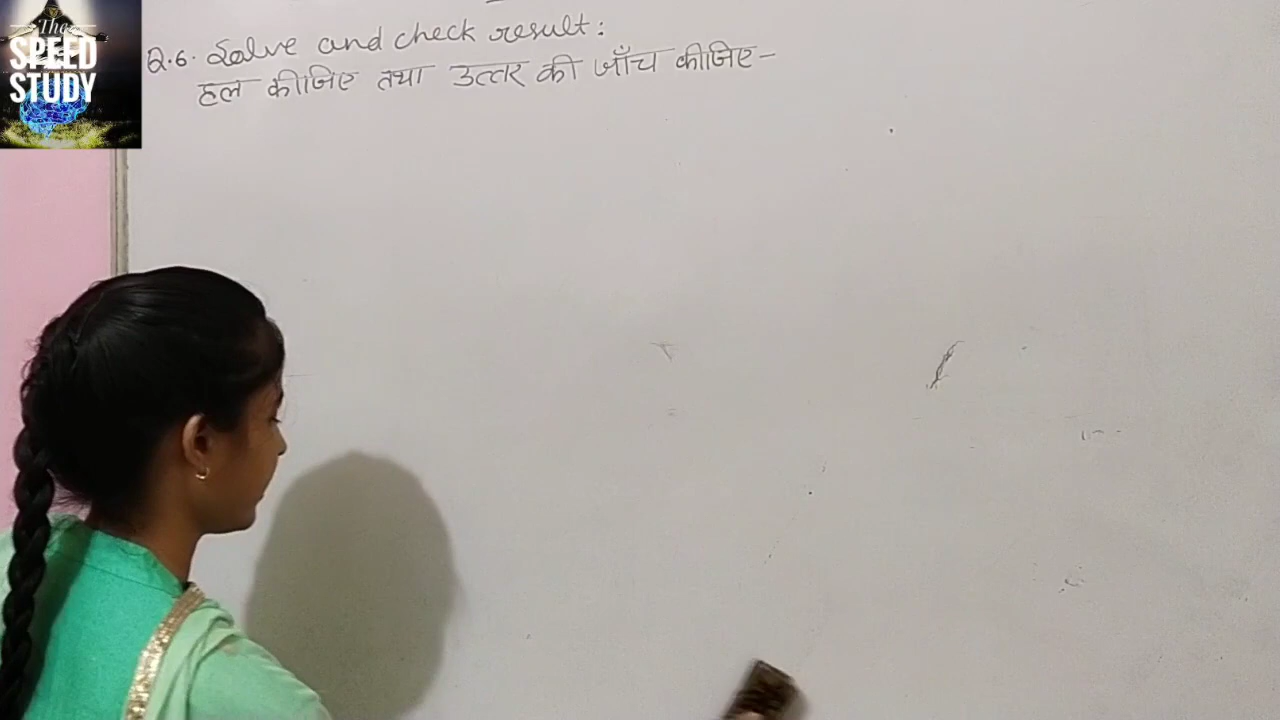 The
SPEED
STUDY
Q.6. Solve and check result:
हल कीजिए तथा उत्तर की जाँच कीजिए-